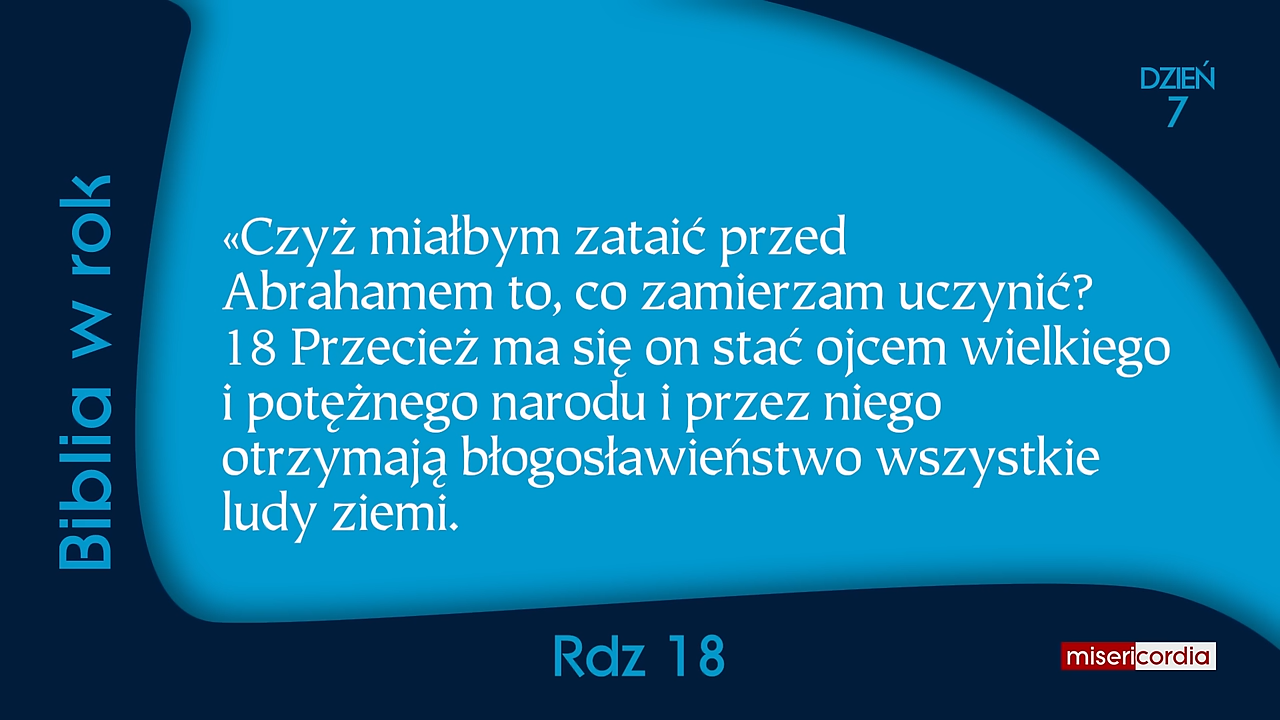 DZIEŃ
7
Biblia w rok
«Czyż miałbym zataić przed
Abrahamem to, co zamierzam uczynić?
18 Przecież ma się on stać ojcem wielkiego
i potężnego narodu i przez niego
otrzymają błogosławieństwo wszystkie
ludy ziemi.
Rdz 18
misericordia